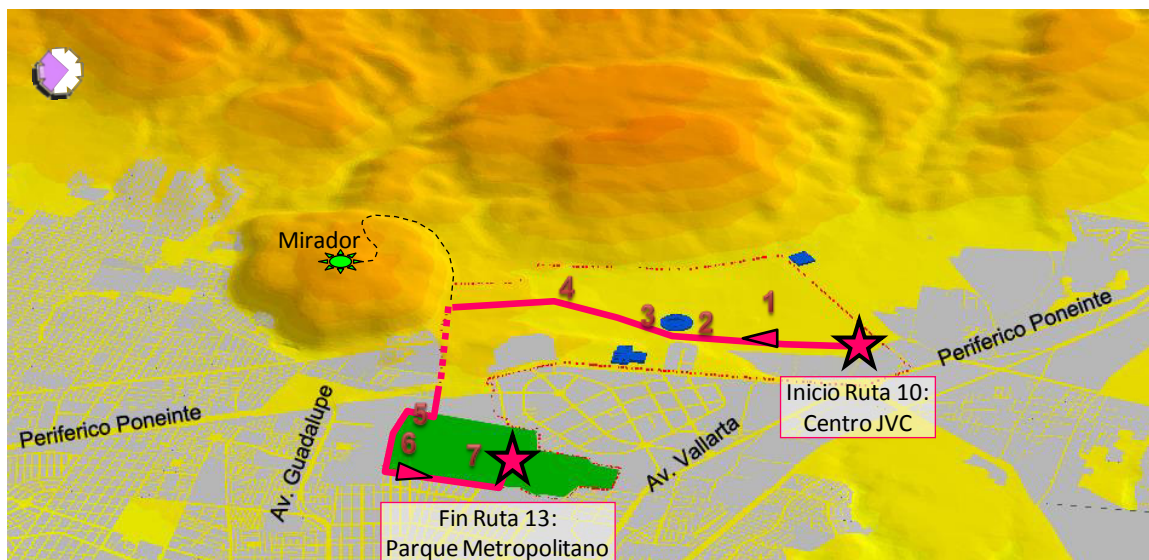 Mirador
4
1
3
2
Periferico Poneinte
Inicio Ruta 10:
Centro JVC
5
Periferico Poneinte
Av. Guadalupe
6
7
Av. Vallarta
Fin Ruta 13:
Parque Metropolitano